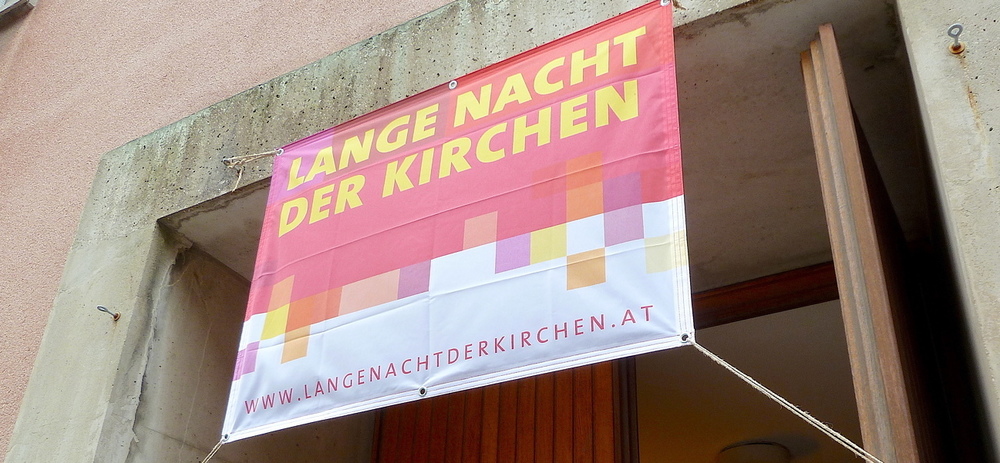 LANGE NACHT
DER KIRCHEN
WWW.LANGENACHTDERKIRCHEN.AT